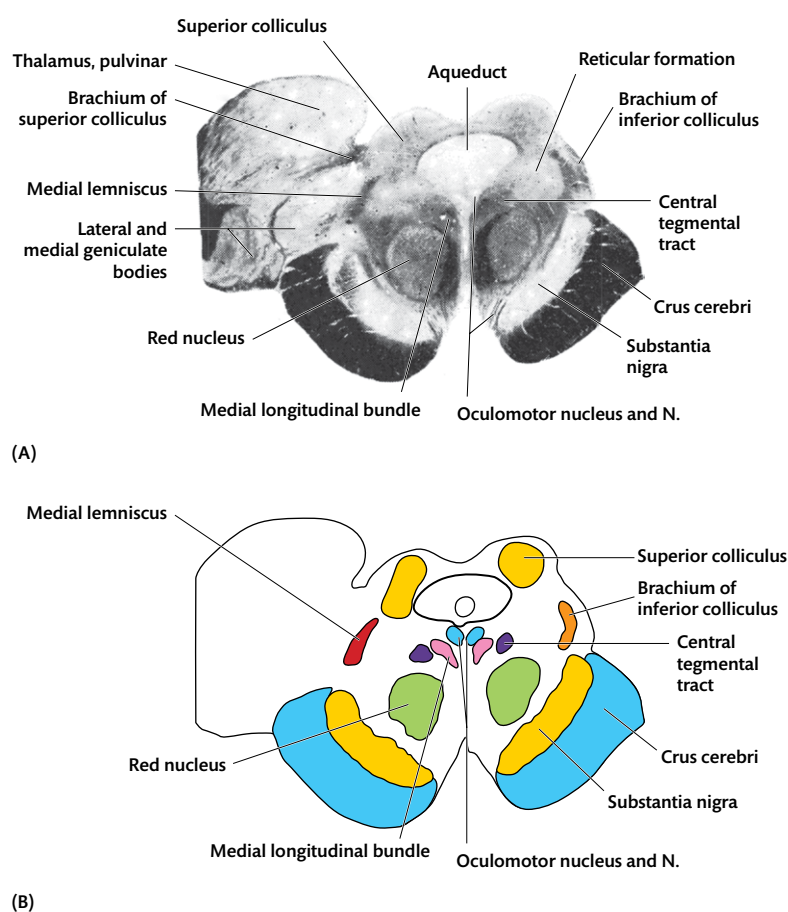 Superior colliculus
Thalamus, pulvinar
Aqueduct
Reticular formation
Brachium of
superior colliculus
Brachium of
inferior colliculus
Medial lemniscus
Central
tegmental
tract
Lateral and
medial geniculate
bodies
Crus cerebri
Red nucleus
Substantia
nigra
Medial longitudinal bundle
Oculomotor nucleus and N.
(A)
Medial lemniscus
Superior colliculus
Brachium of
inferior colliculus
Central
tegmental
tract
Red nucleus
Crus cerebri
Substantia nigra
Medial longitudinal bundle
Oculomotor nucleus and N.
(B)